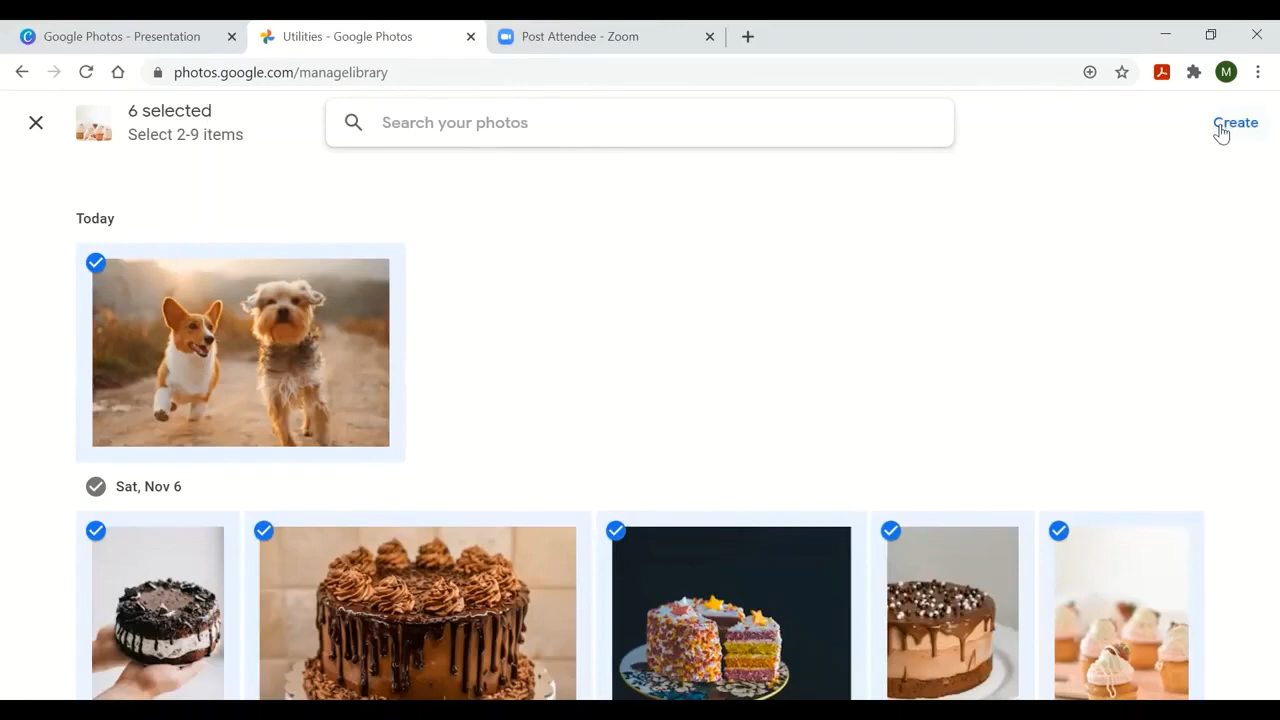 Google Photos - Presentation
Utilities - Google Photos
Post Attendee - Zoom
photos.google.com/managelibrary
M
6 selected
Select 2-9 items
Search your photos
Create
Today
Sat, Nov 6